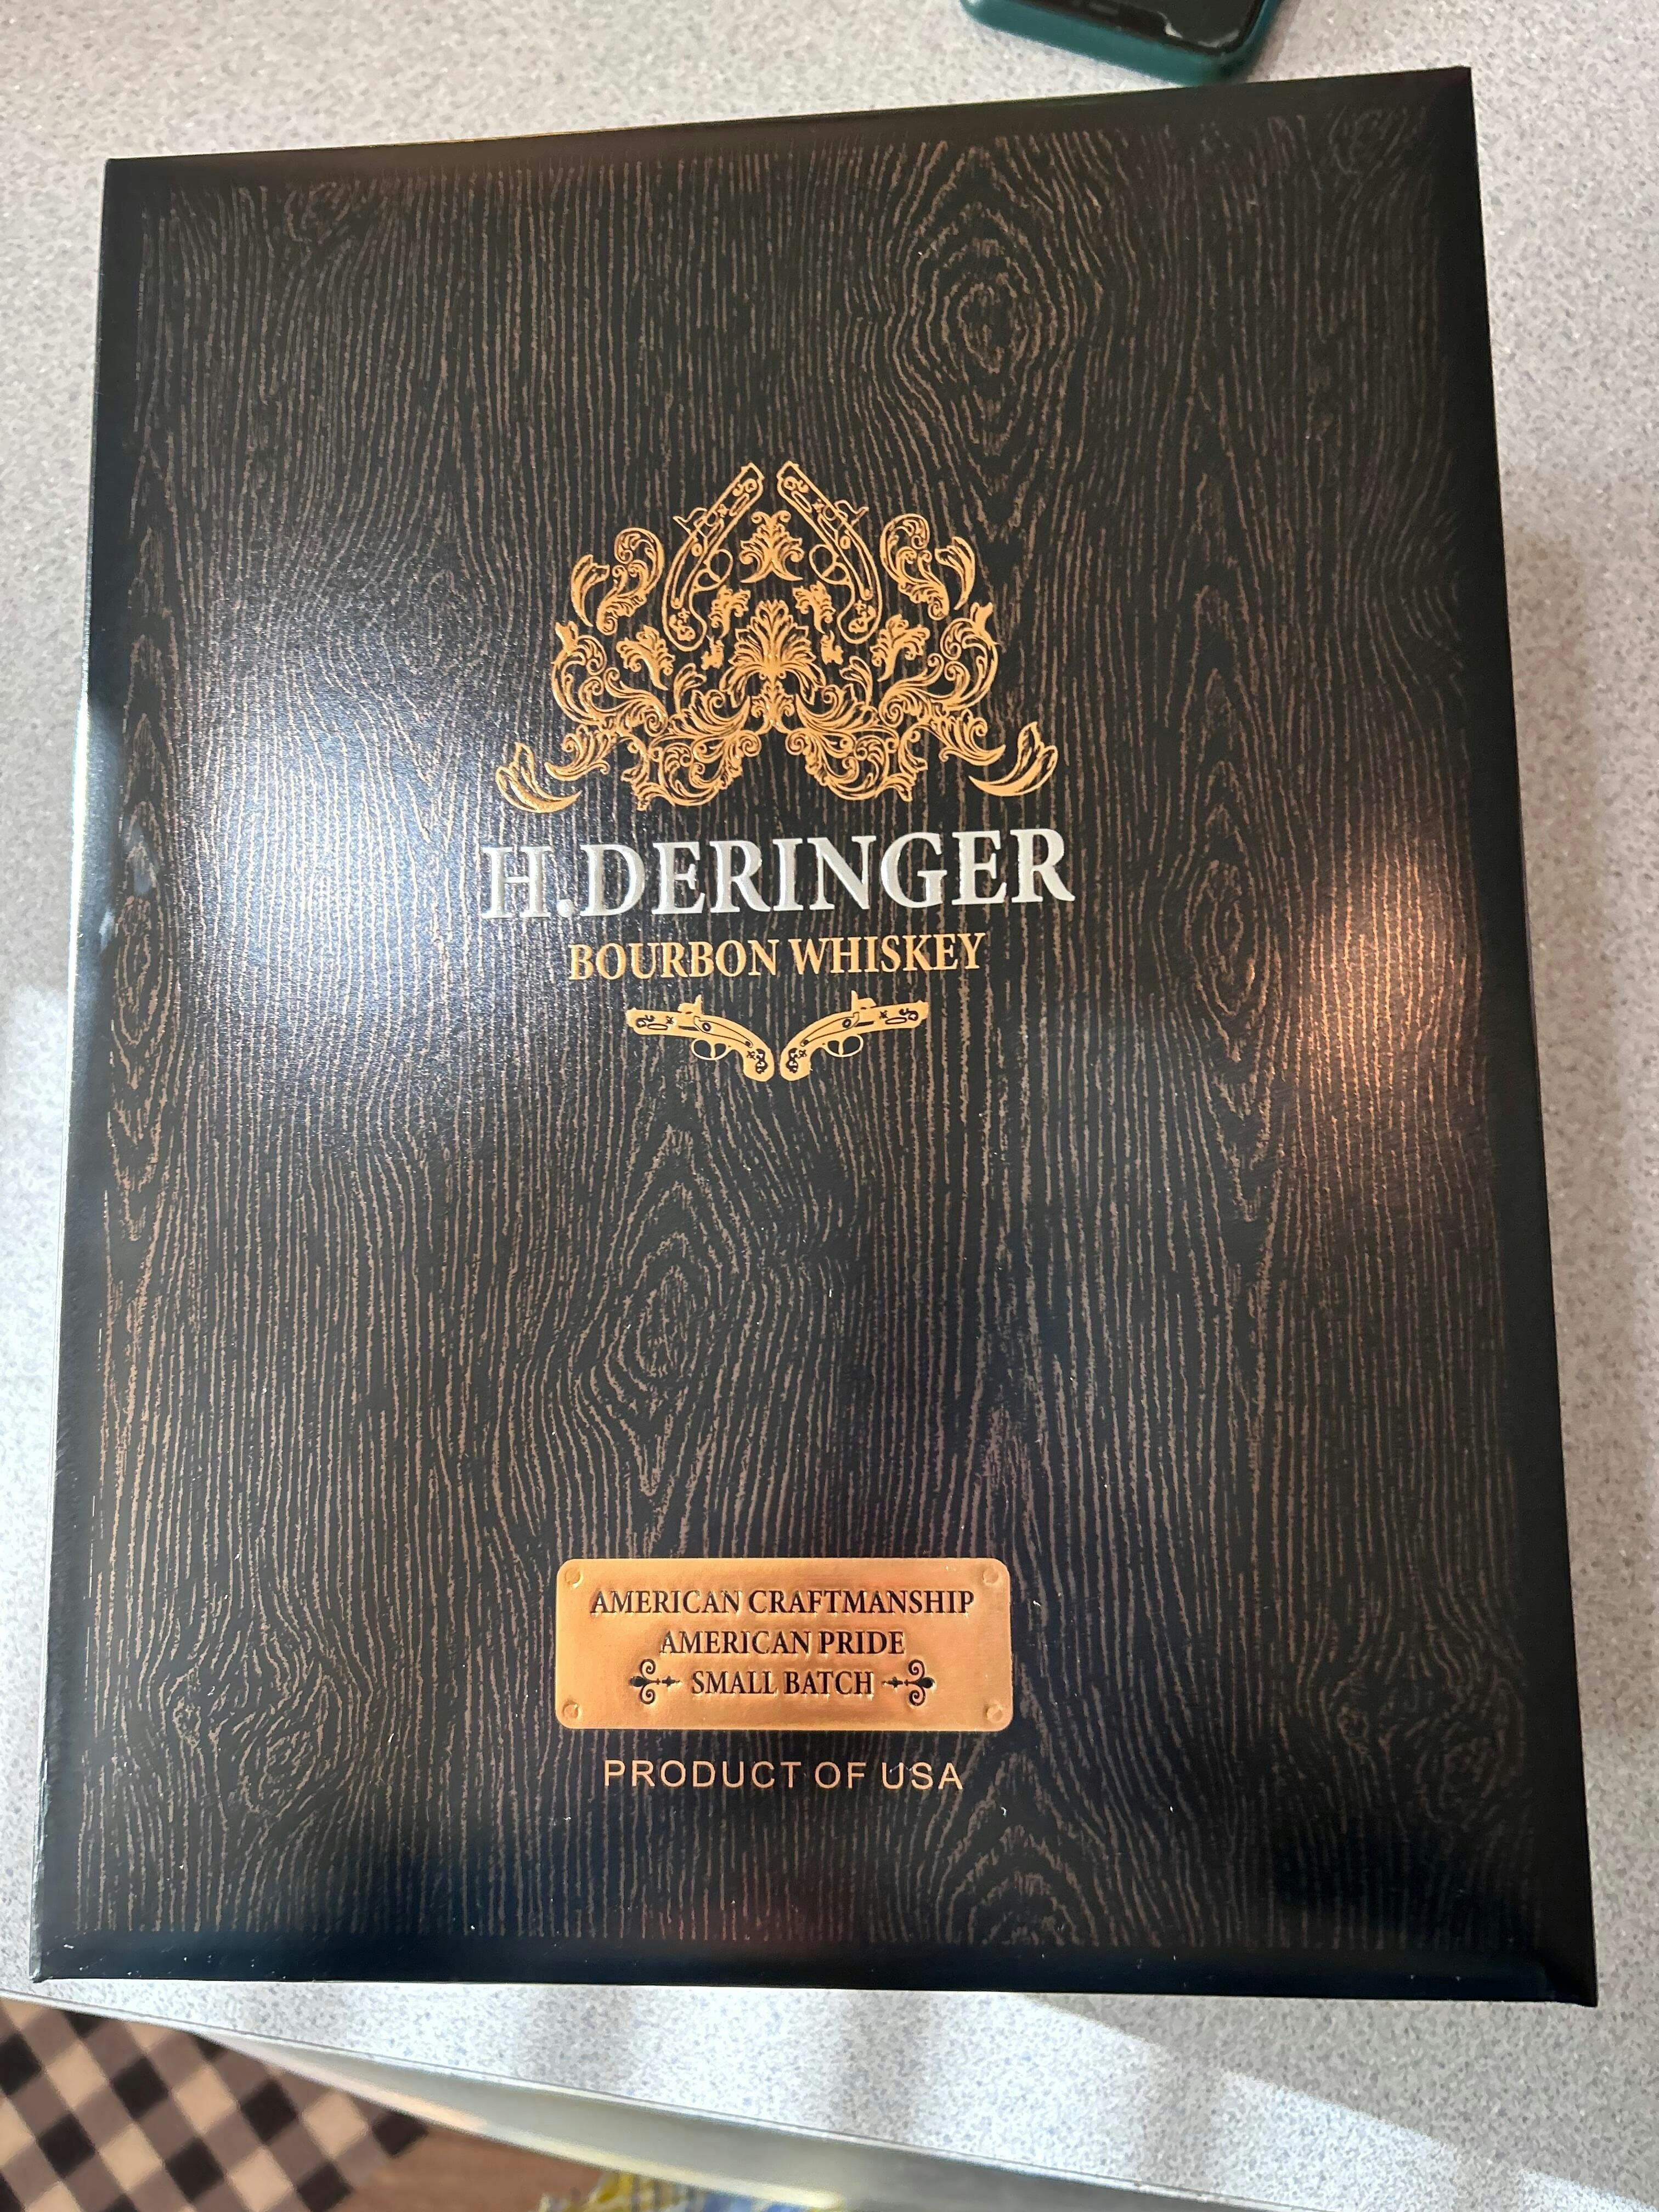 H.DERINGER
BOURBON WHISKEY
AMERICAN CRAFTMANSHIP
AMERICAN PRIDE
SMALL BATCH
PRODUCT OF USA